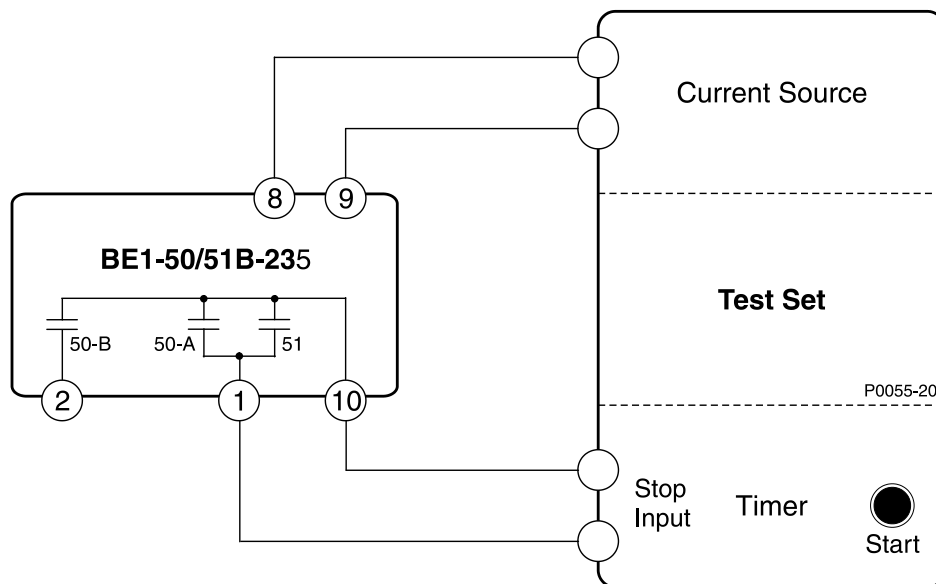 Current Source
8
9
BE1-50/51B-235
50-B
50-A
51
Test Set
P0055-20
2
1
10
Stop
Input
Timer
Start